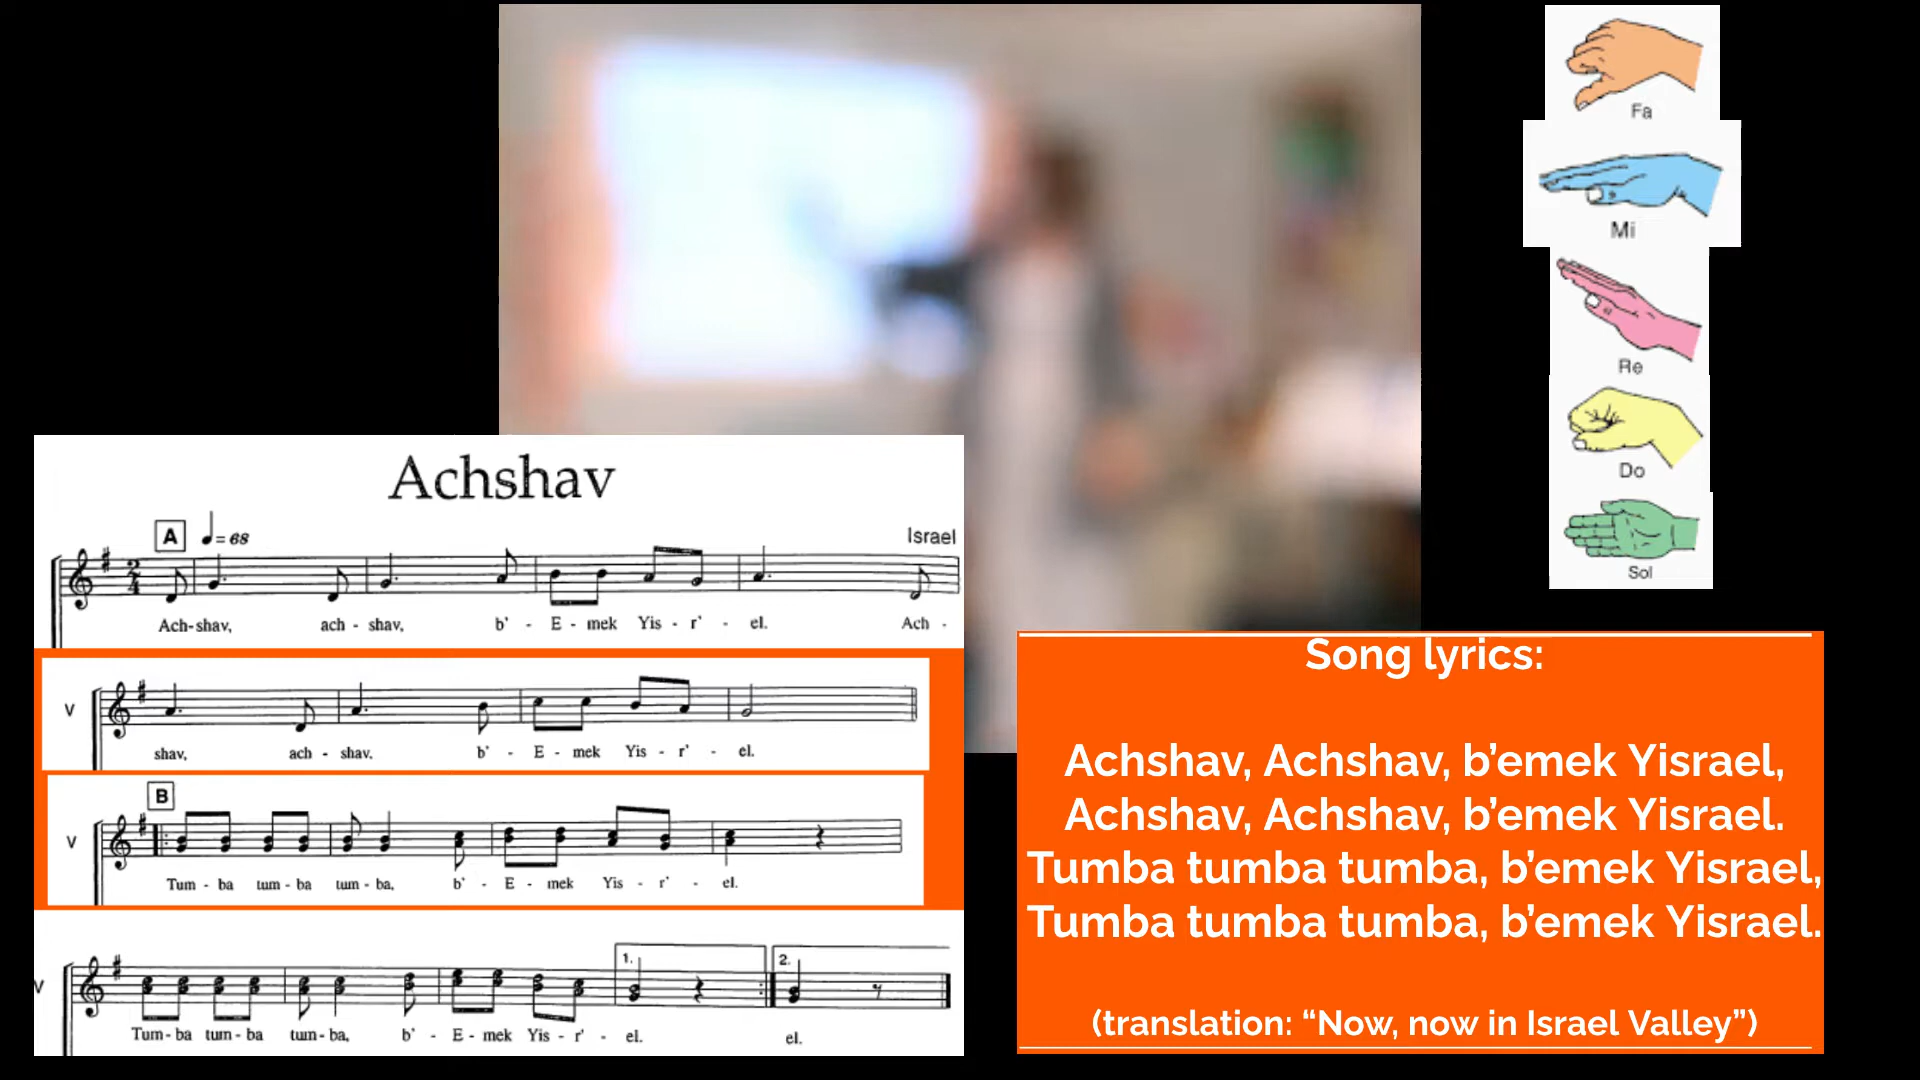 Fa
Mi
Re
Do
Sol
Achshav
A ♩= 68
Israel
2
4
Ach-shav, ach - shav, b' - E - mek Yis - r' - el. Ach -
V
shav, ach - shav. b' - E - mek Yis - r' - el.
B
V
Tum - ba tum - ba tum - ba, b' - E - mek Yis - r' - el.
1. 2.
V
Tum - ba tum - ba tum - ba, b' - E - mek Yis - r' - el. el.
Song lyrics:
Achshav, Achshav, b’emek Yisrael,
Achshav, Achshav, b’emek Yisrael.
Tumba tumba tumba, b’emek Yisrael,
Tumba tumba tumba, b’emek Yisrael.
(translation: “Now, now in Israel Valley”)